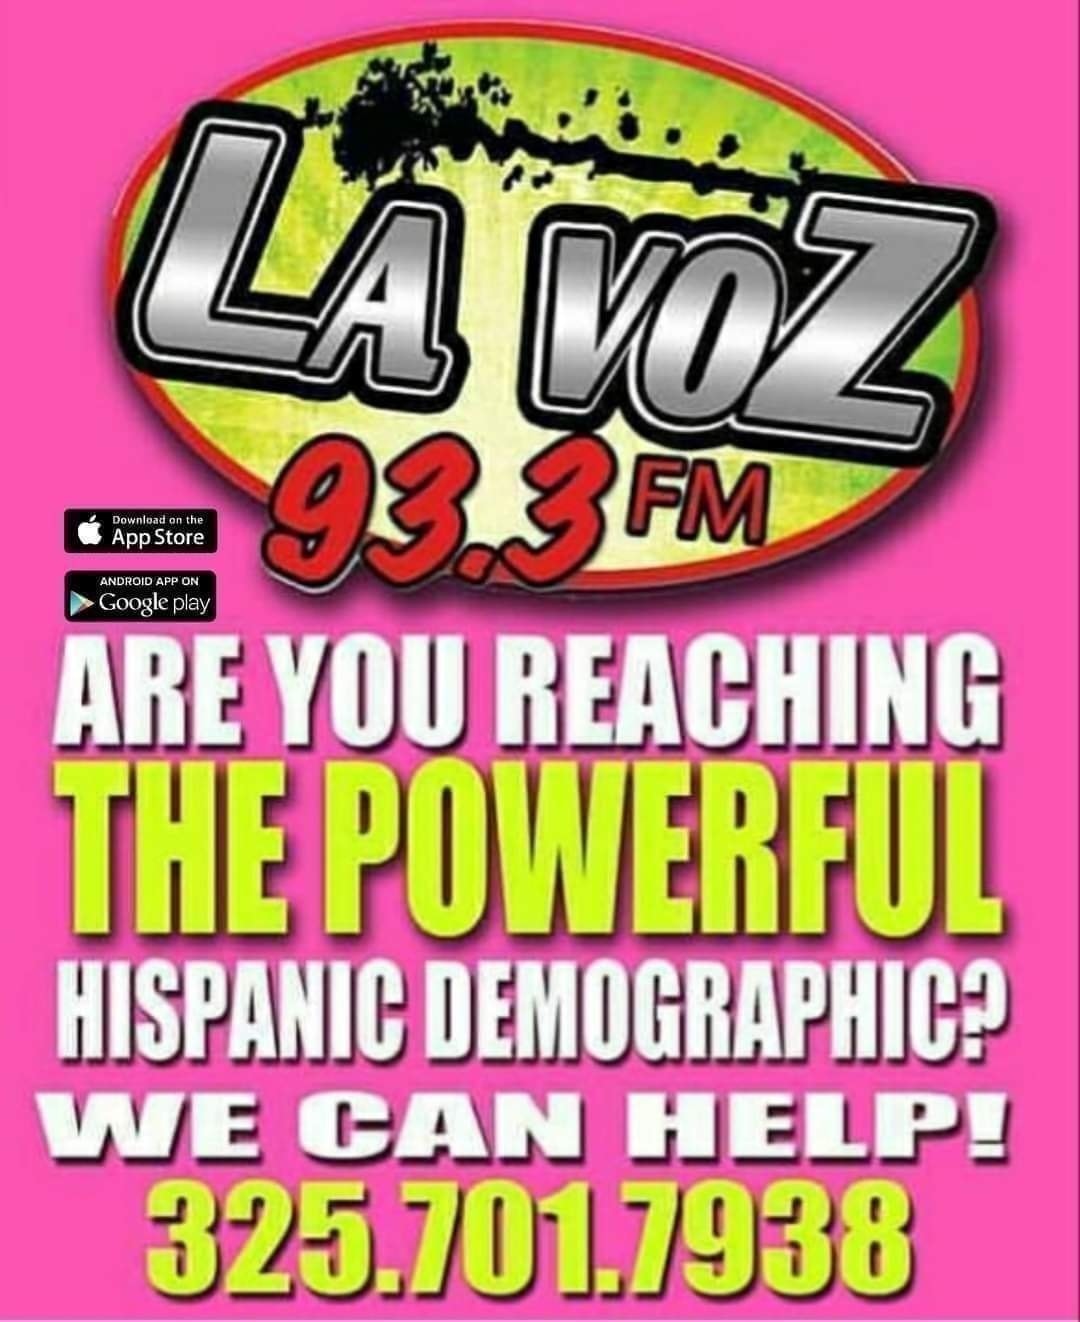 LA VOZ
93.3 FM
Download on the
App Store
ANDROID APP ON
Google play
ARE YOU REACHING
THE POWERFUL
HISPANIC DEMOGRAPHIC?
WE CAN HELP!
325.701.7938